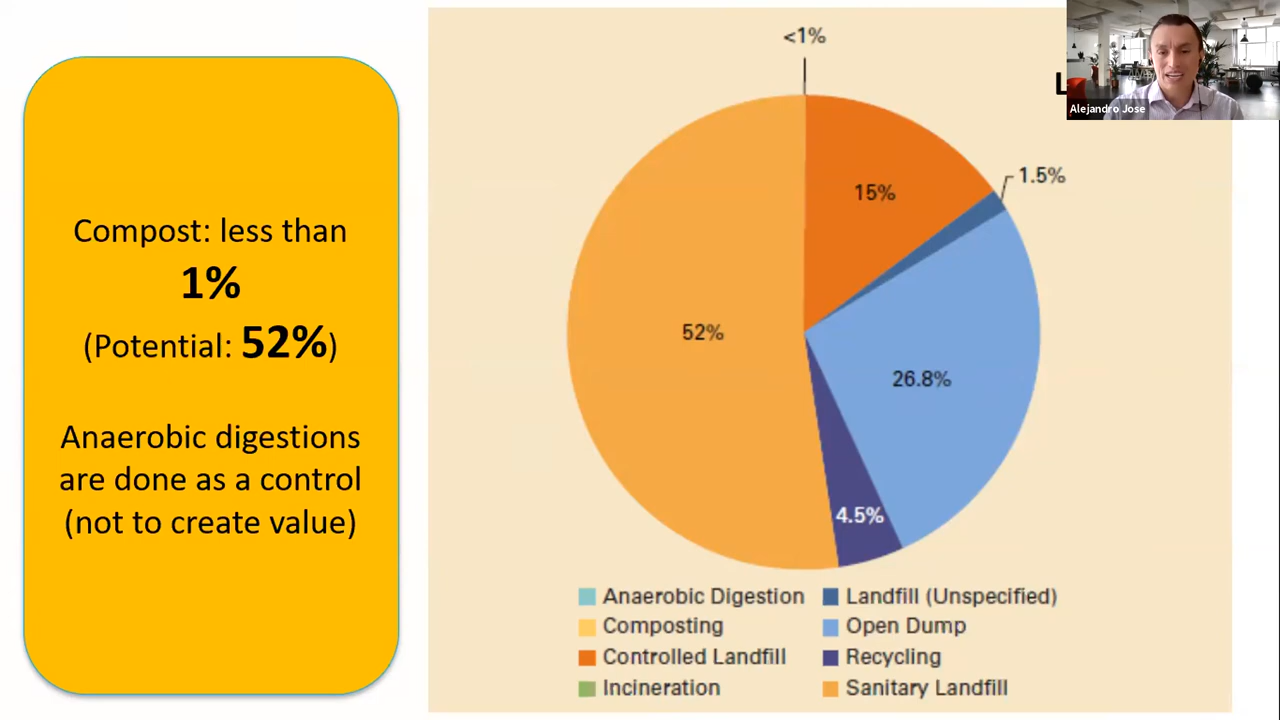 Compost: less than
1%
(Potential: 52%)
Anaerobic digestions
are done as a control
(not to create value)
<1%
15%
1.5%
52%
26.8%
4.5%
Anaerobic Digestion
Composting
Controlled Landfill
Incineration
Landfill (Unspecified)
Open Dump
Recycling
Sanitary Landfill
Alejandro Jose